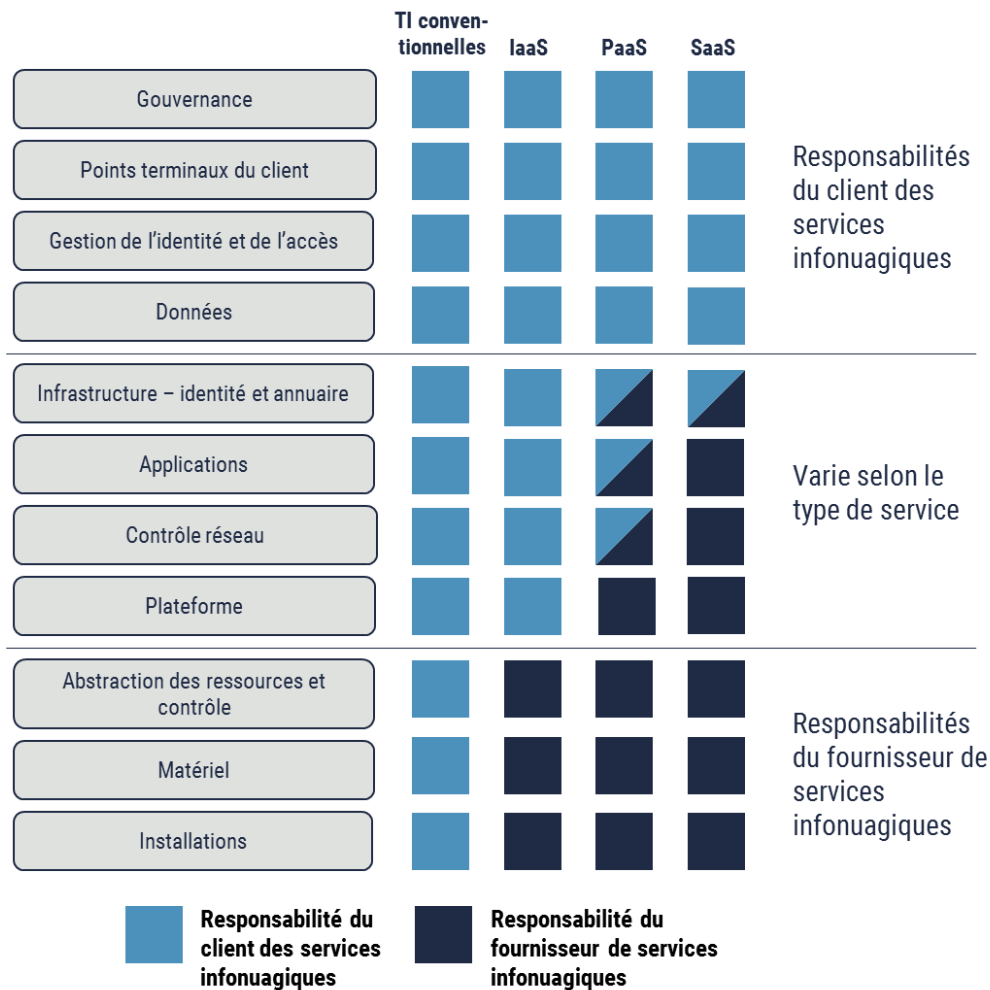 TI conven-
tionnelles
IaaS
PaaS
SaaS
Gouvernance
Points terminaux du client
Gestion de l’identité et de l’accès
Données
Responsabilités
du client des
services
infonuagiques
Infrastructure – identité et annuaire
Applications
Contrôle réseau
Plateforme
Varie selon le
type de service
Abstraction des ressources et
contrôle
Matériel
Installations
Responsabilités
du fournisseur de
services
infonuagiques
Responsabilité du
client des services
infonuagiques
Responsabilité du
fournisseur de services
infonuagiques